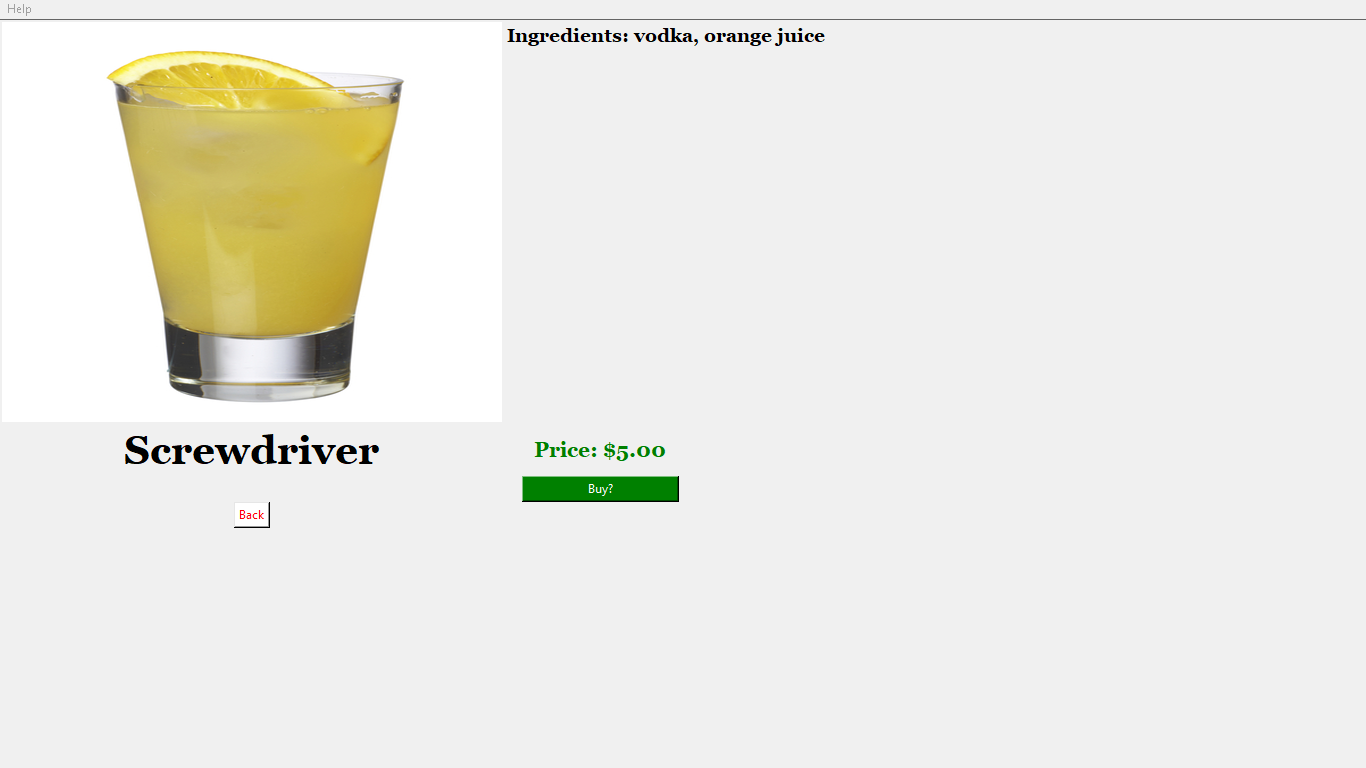 Help
Ingredients: vodka, orange juice
Screwdriver
Price: $5.00
Buy?
Back